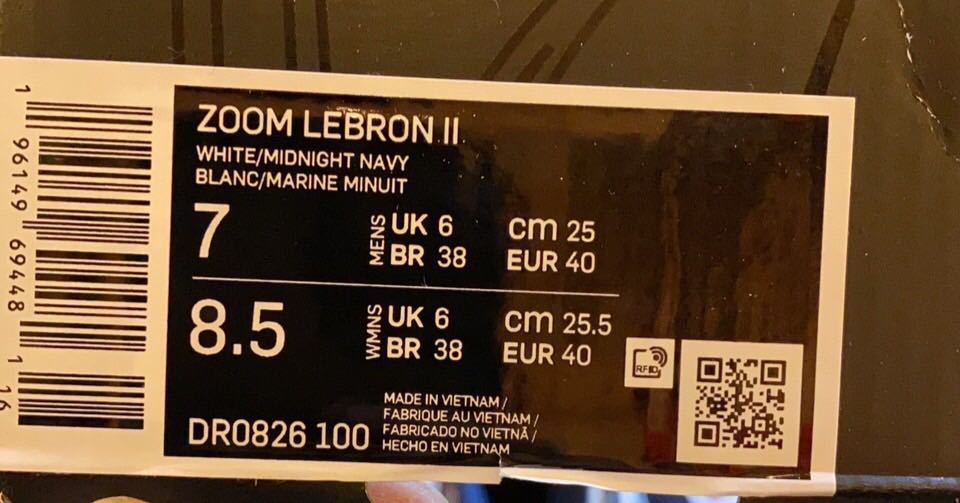 ZOOM LEBRON II
WHITE/MIDNIGHT NAVY
BLANC/MARINE MINUIT
7 MENS UK 6 cm 25
BR 38 EUR 40
8.5 WMNS UK 6 cm 25.5
BR 38 EUR 40
RFID
DR0826 100
MADE IN VIETNAM /
FABRIQUE AU VIETNAM /
FABRICADO NO VIETNÃ /
HECHO EN VIETNAM
1 96149 69448 1 16